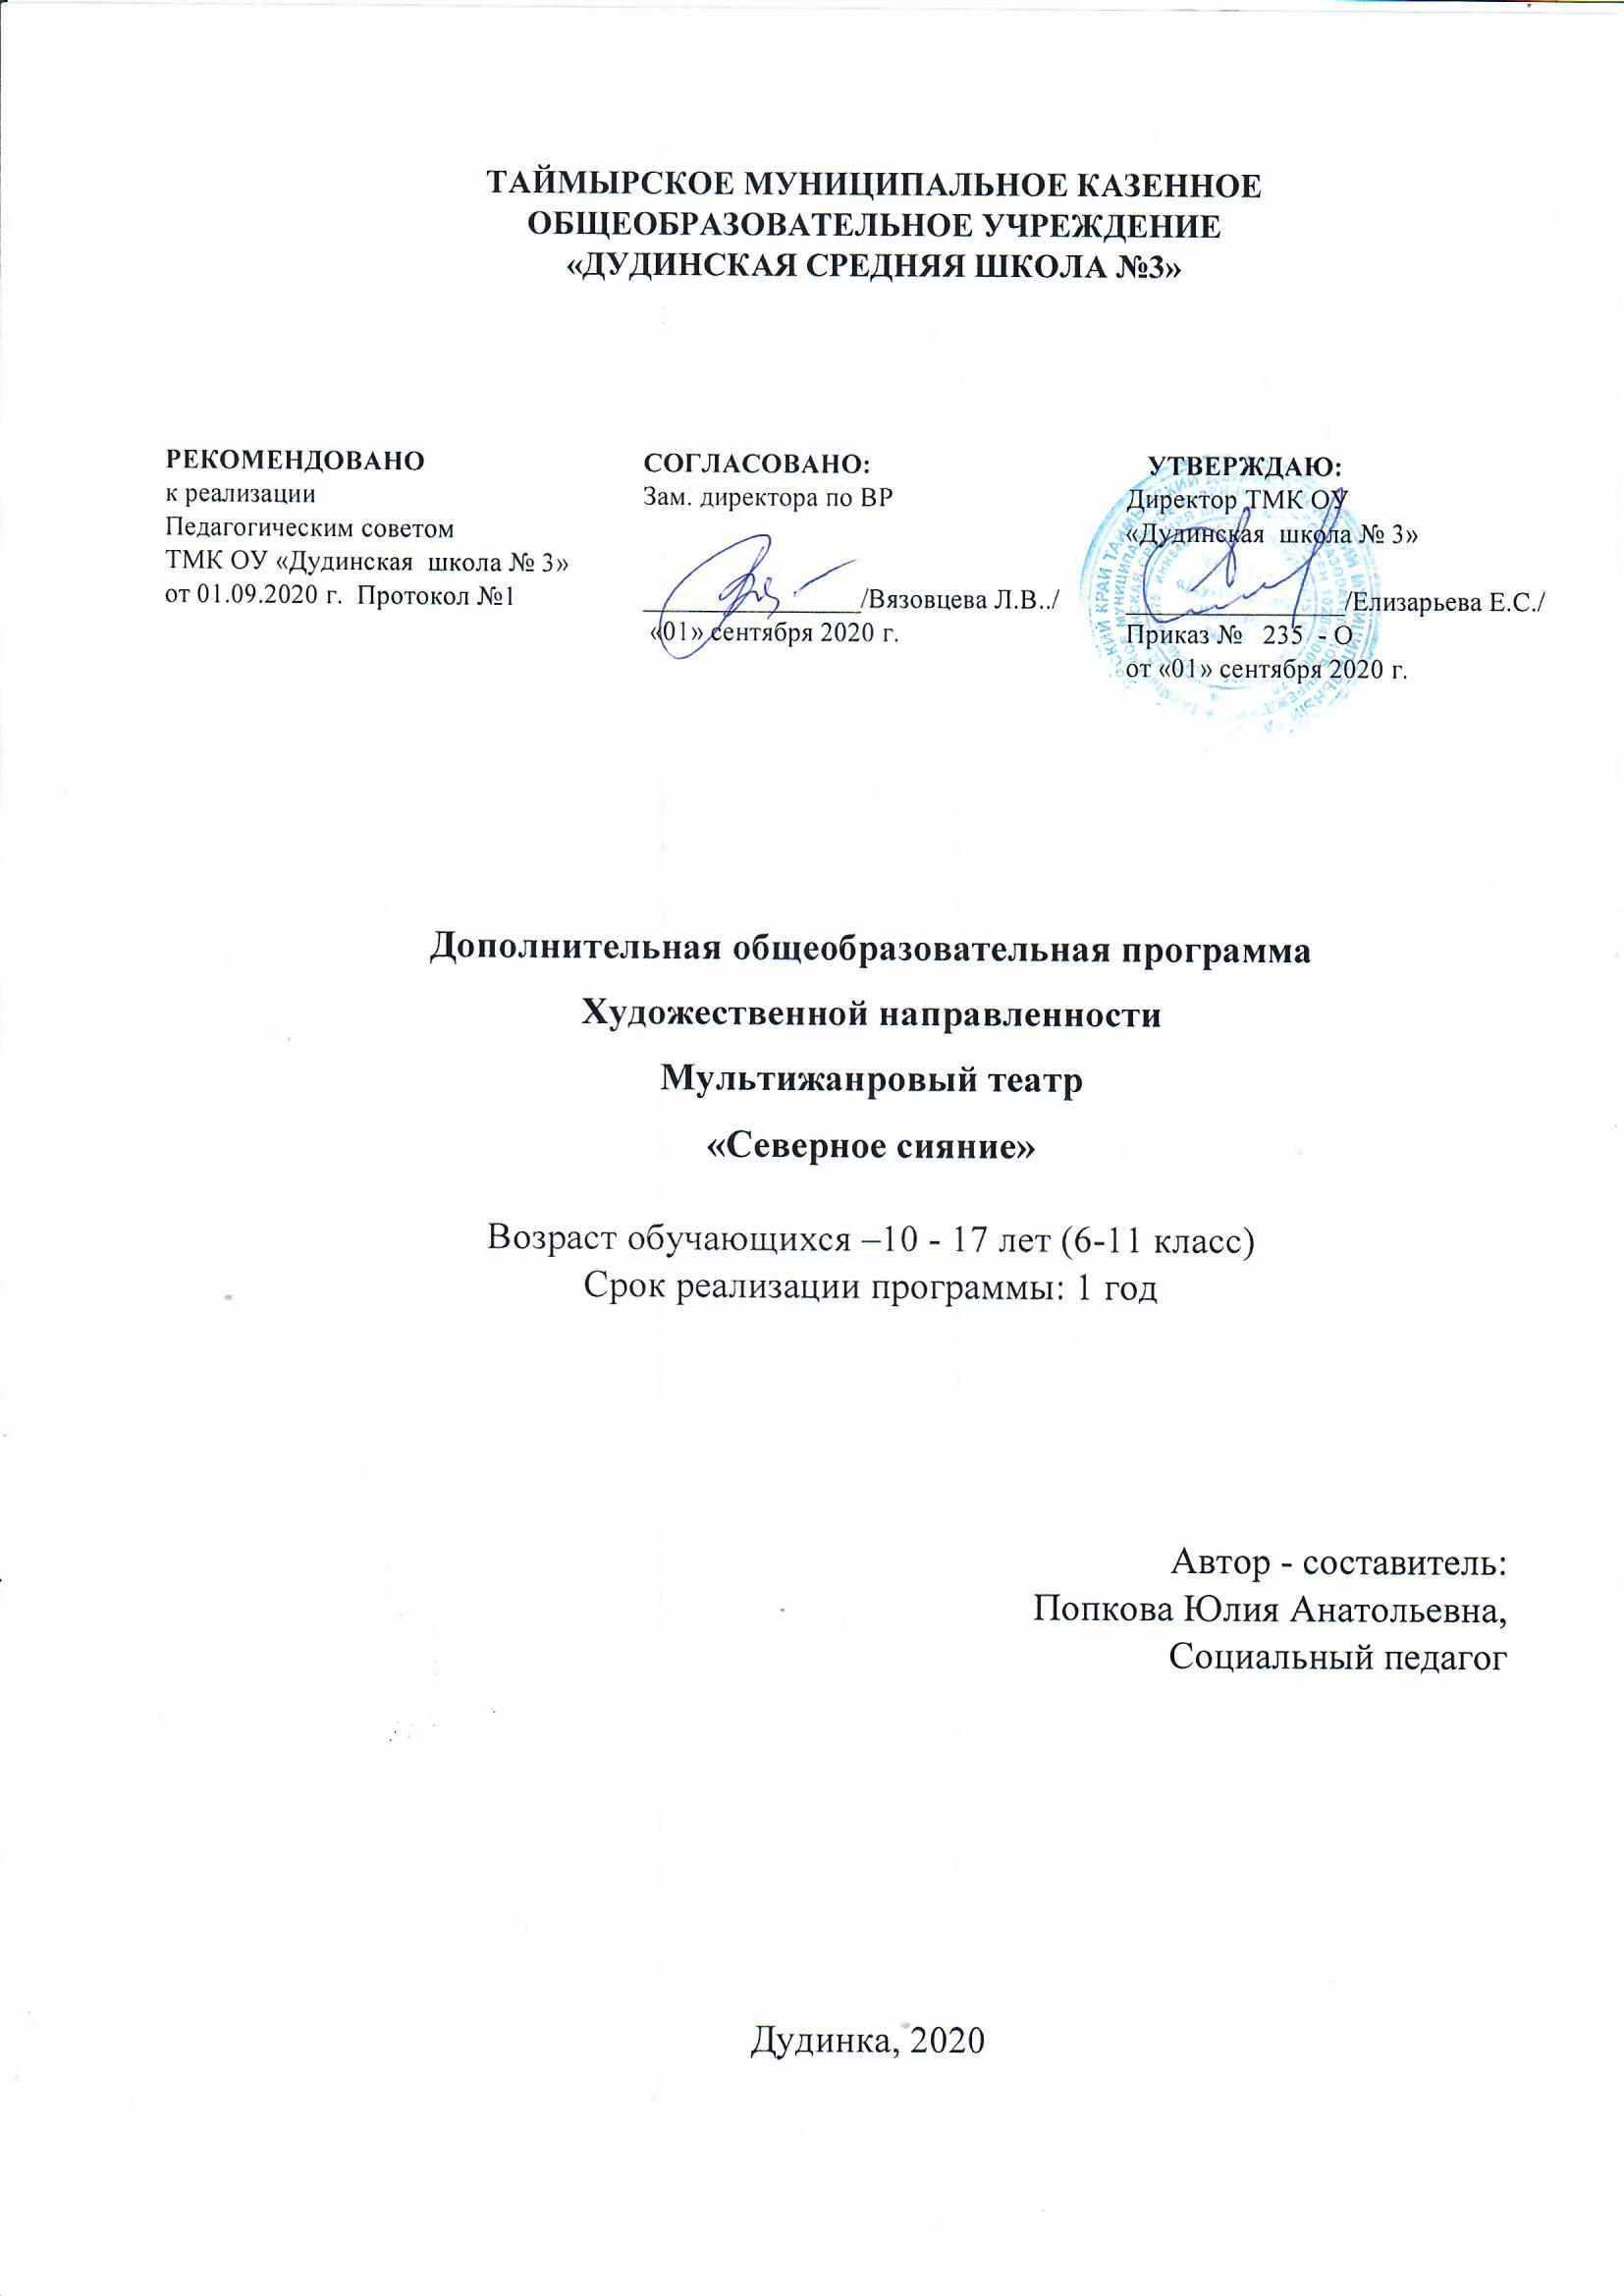 ТАЙМЫРСКОЕ МУНИЦИПАЛЬНОЕ КАЗЕННОЕ
ОБЩЕОБРАЗОВАТЕЛЬНОЕ УЧРЕЖДЕНИЕ
«ДУДИНСКАЯ СРЕДНЯЯ ШКОЛА №3»
РЕКОМЕНДОВАНО
к реализации
Педагогическим советом
ТМК ОУ «Дудинская школа № 3»
от 01.09.2020 г. Протокол №1
СОГЛАСОВАНО:
Зам. директора по ВР
________________/Вязовцева Л.В../
«01» сентября 2020 г.
УТВЕРЖДАЮ:
Директор ТМК ОУ
«Дудинская школа № 3»
________________/Елизарьева Е.С./
Приказ № 235 - О
от «01» сентября 2020 г.
Дополнительная общеобразовательная программа
Художественной направленности
Мультижанровый театр
«Северное сияние»
Возраст обучающихся –10 - 17 лет (6-11 класс)
Срок реализации программы: 1 год
Автор - составитель:
Попкова Юлия Анатольевна,
Социальный педагог
Дудинка, 2020